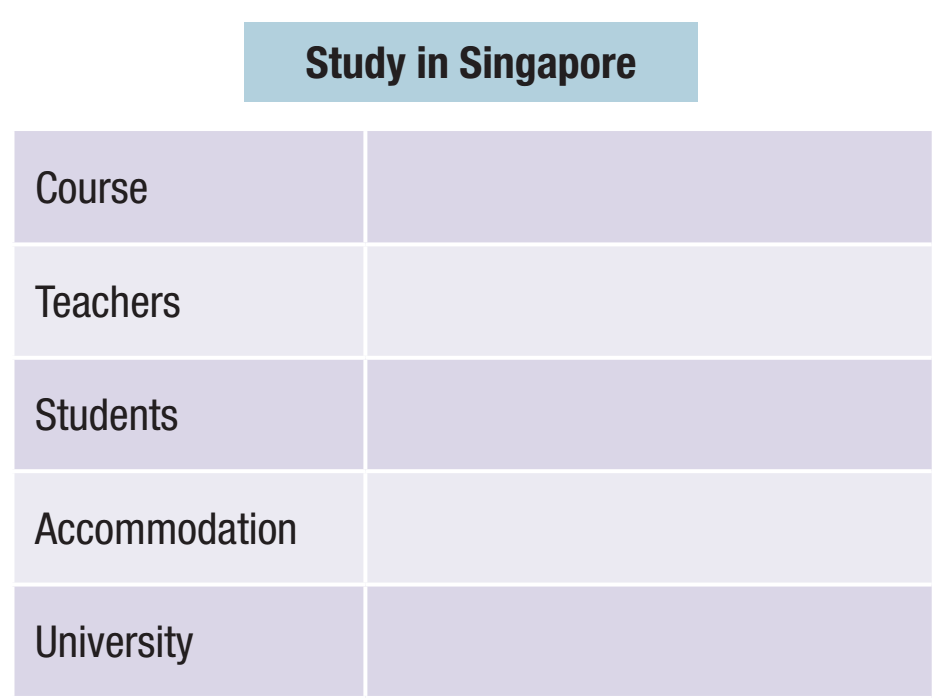 Study in Singapore
Course
Teachers
Students
Accommodation
University